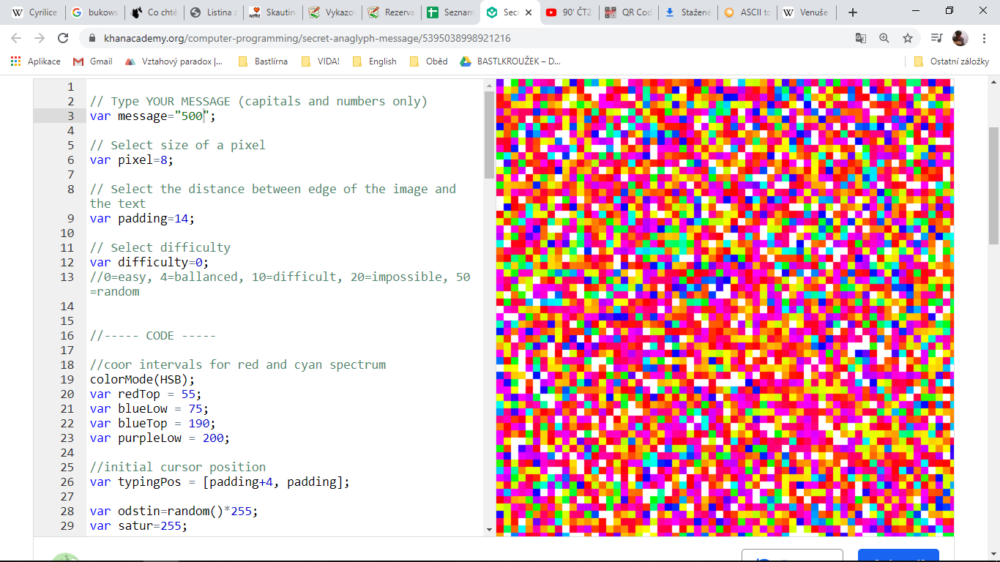 Cyrilice
bukows
Co chtě
Listina z
Skautin
Vykazov
Rezerva
Seznam
Sec
90' ČT
QR Cod
Stažené
ASCII to
Venuše
khanacademy.org/computer-programming/secret-anaglyph-message/5395038998921216
Aplikace
Gmail
Vztahový paradox |...
Bastlírna
VIDA!
English
Oběd
BASTLKROUŽEK – D...
Ostatní záložky
1
2 // Type YOUR MESSAGE (capitals and numbers only)
3 var message="500";
4
5 // Select size of a pixel
6 var pixel=8;
7
8 // Select the distance between edge of the image and
the text
9 var padding=14;
10
11 // Select difficulty
12 var difficulty=0;
13 //0=easy, 4=ballanced, 10=difficult, 20=impossible, 50
=random
14
15
16 //----- CODE -----
17
18 //coor intervals for red and cyan spectrum
19 colorMode(HSB);
20 var redTop = 55;
21 var blueLow = 75;
22 var blueTop = 190;
23 var purpleLow = 200;
24
25 //initial cursor position
26 var typingPos = [padding+4, padding];
27
28 var odstin=random()*255;
29 var satur=255;